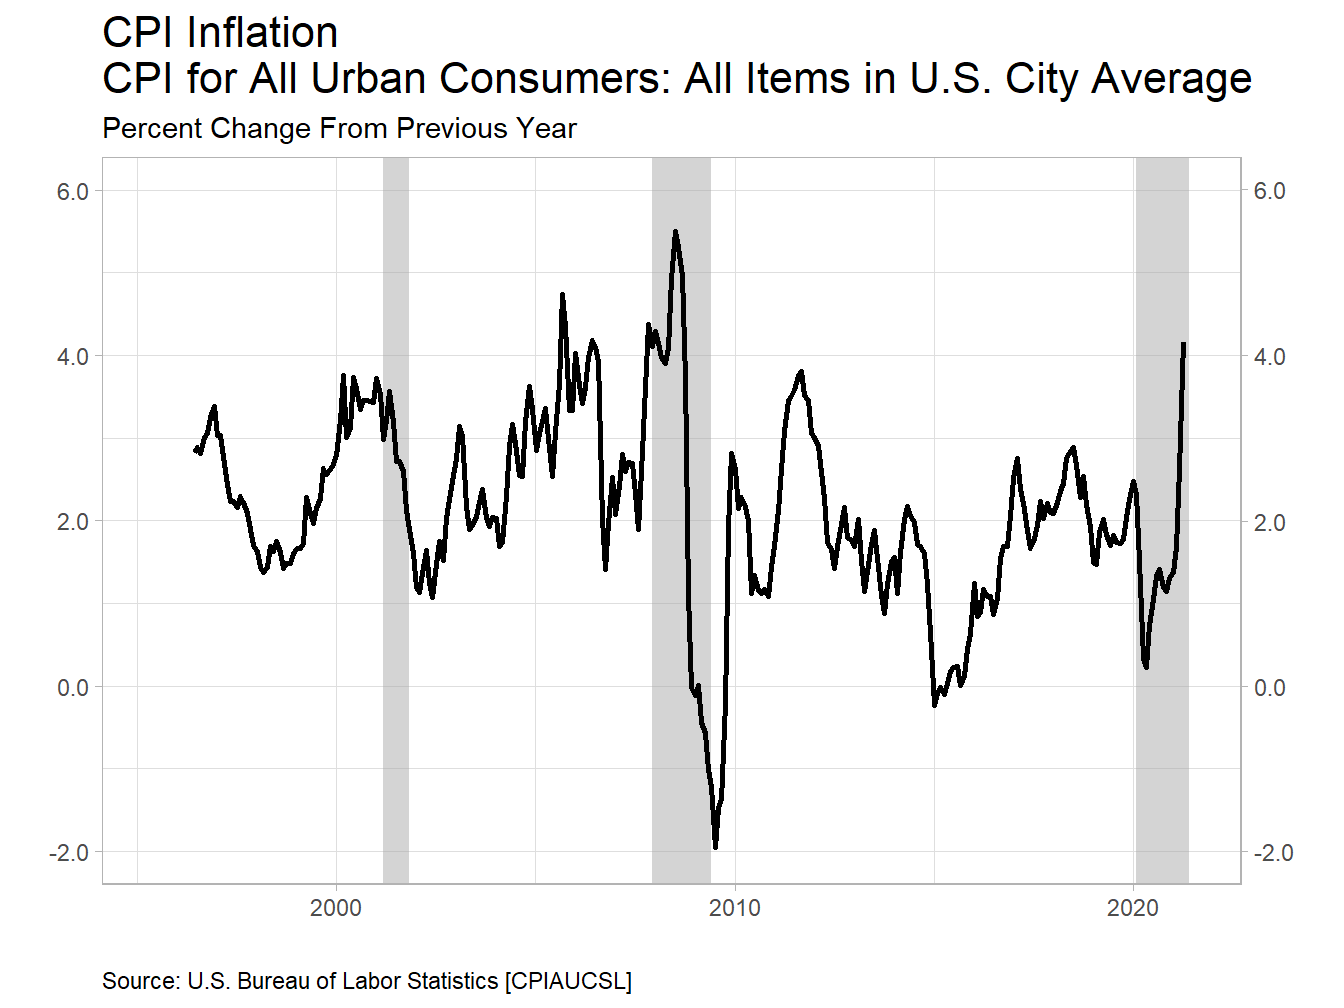 CPI Inflation
CPI for All Urban Consumers: All Items in U.S. City Average
Percent Change From Previous Year
6.0 6.0
4.0 4.0
2.0 2.0
0.0 0.0
-2.0 -2.0
2000 2010 2020
Source: U.S. Bureau of Labor Statistics [CPIAUCSL]